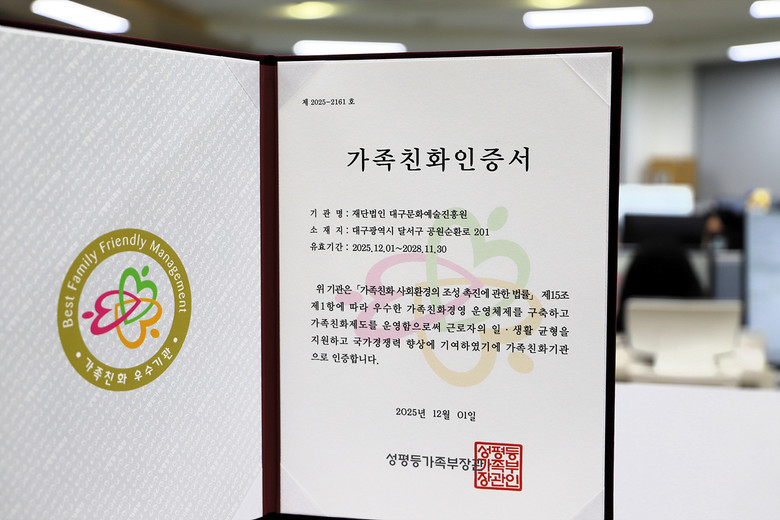 Best Family Friendly Management
• 가족친화 우수기관 •
제 2025-2161 호
가족친화인증서
기 관 명 : 재단법인 대구문화예술진흥원
소 재 지 : 대구광역시 달서구 공원순환로 201
유효기간 : 2025.12.01~2028.11.30
위 기관은 「가족친화 사회환경의 조성 촉진에 관한 법률」 제15조
제1항에 따라 우수한 가족친화경영 운영체제를 구축하고
가족친화제도를 운영함으로써 근로자의 일·생활 균형을
지원하고 국가경쟁력 향상에 기여하였기에 가족친화기관
으로 인증합니다.
2025년 12월 01일
성평등가족부장관
성평등
가족부
장관인